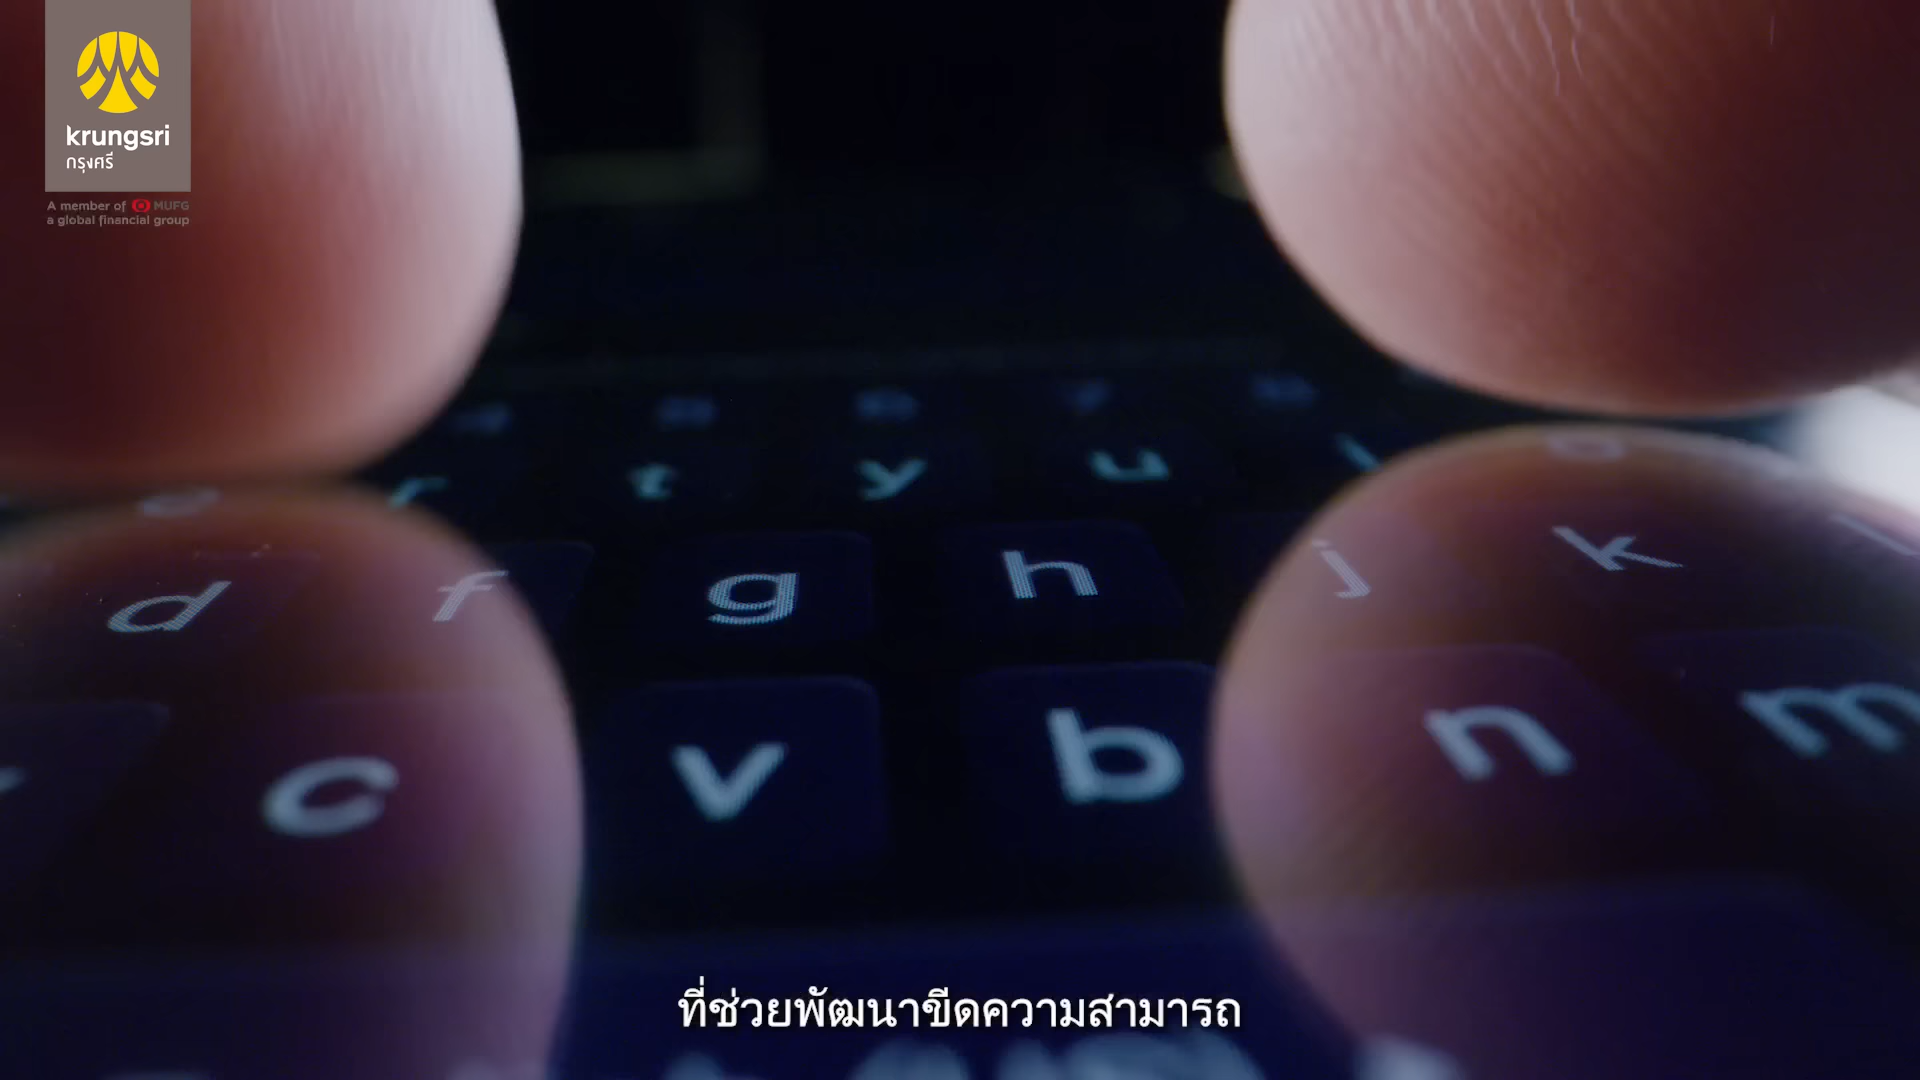 krungsri
กรุงศรี
A member of MUFG
a global financial group
r t y u i
d f g h j k l
c v b n m
ที่ช่วยพัฒนาขีดความสามารถ